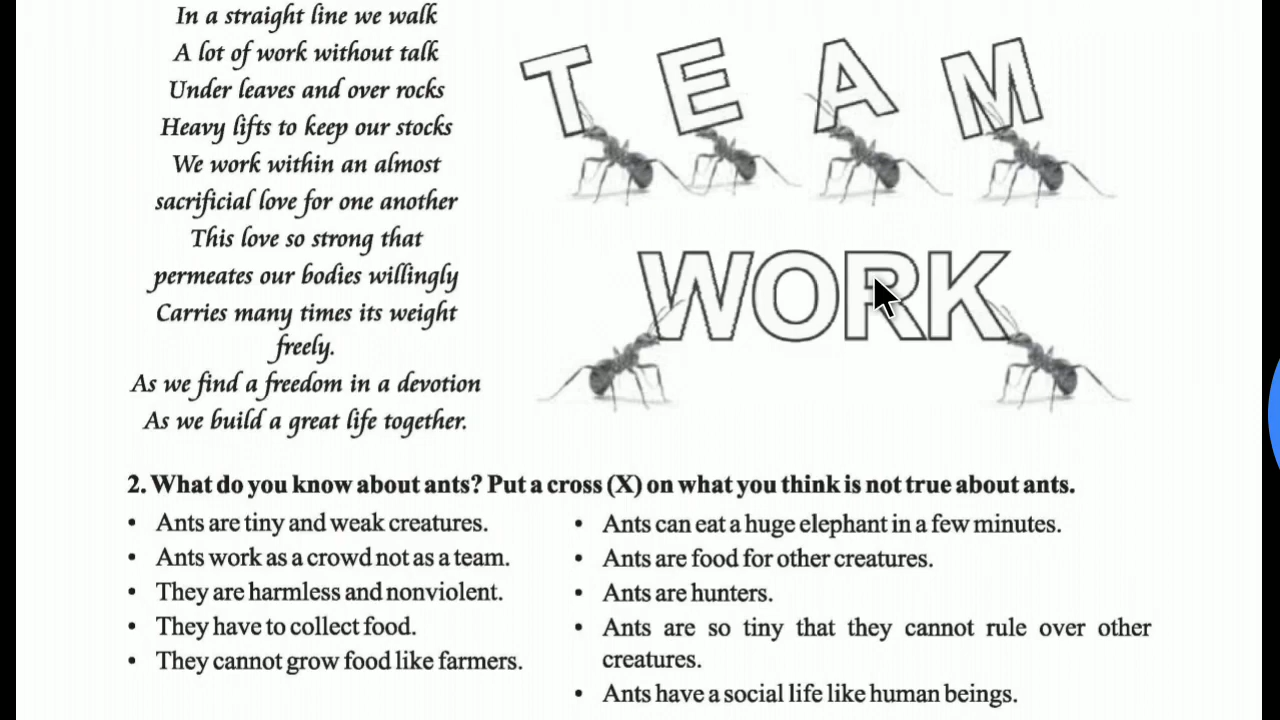 In a straight line we walk
A lot of work without talk
Under leaves and over rocks
Heavy lifts to keep our stocks
We work within an almost
sacrificial love for one another
This love so strong that
permeates our bodies willingly
Carries many times its weight
freely.
As we find a freedom in a devotion
As we build a great life together.
TEAM
WORK
2. What do you know about ants? Put a cross (X) on what you think is not true about ants.
• Ants are tiny and weak creatures.
• Ants work as a crowd not as a team.
• They are harmless and nonviolent.
• They have to collect food.
• They cannot grow food like farmers.
• Ants can eat a huge elephant in a few minutes.
• Ants are food for other creatures.
• Ants are hunters.
• Ants are so tiny that they cannot rule over other
creatures.
• Ants have a social life like human beings.